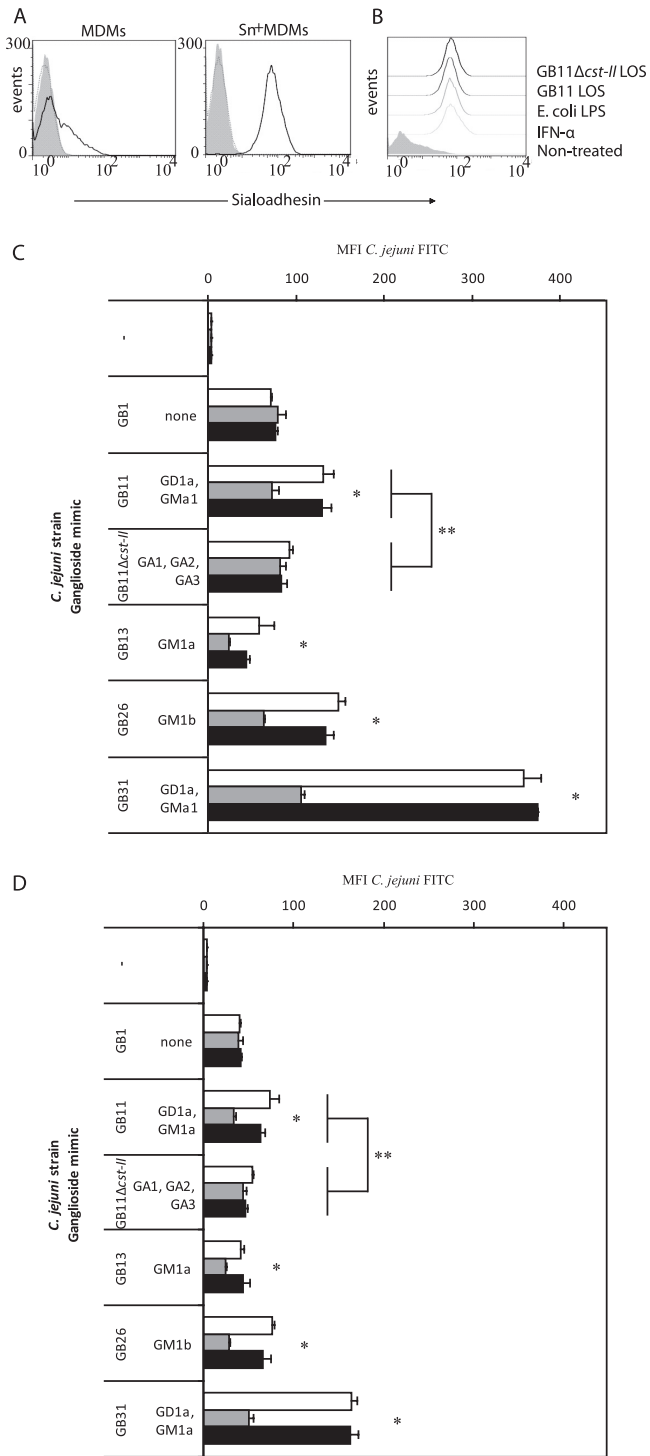 A
MDMs
Sn+MDMs
300
events
0
10^0
10^2
10^4
300
0
10^0
10^2
10^4
Sialoadhesin
B
events
GB11Δcst-II LOS
GB11 LOS
E. coli LPS
IFN-α
Non-treated
10^0
10^2
10^4
C
MFI C. jejuni FITC
0
100
200
300
400
C. jejuni strain
Ganglioside mimic
-
GB1
none
GB11
GD1a,
GMa1
*
GB11Δcst-II
GA1, GA2,
GA3
**
GB13
GM1a
*
GB26
GM1b
*
GB31
GD1a,
GMa1
*
D
MFI C. jejuni FITC
0
100
200
300
400
C. jejuni strain
Ganglioside mimic
-
GB1
none
GB11
GD1a,
GM1a
*
GB11Δcst-II
GA1, GA2,
GA3
**
GB13
GM1a
*
GB26
GM1b
*
GB31
GD1a,
GM1a
*